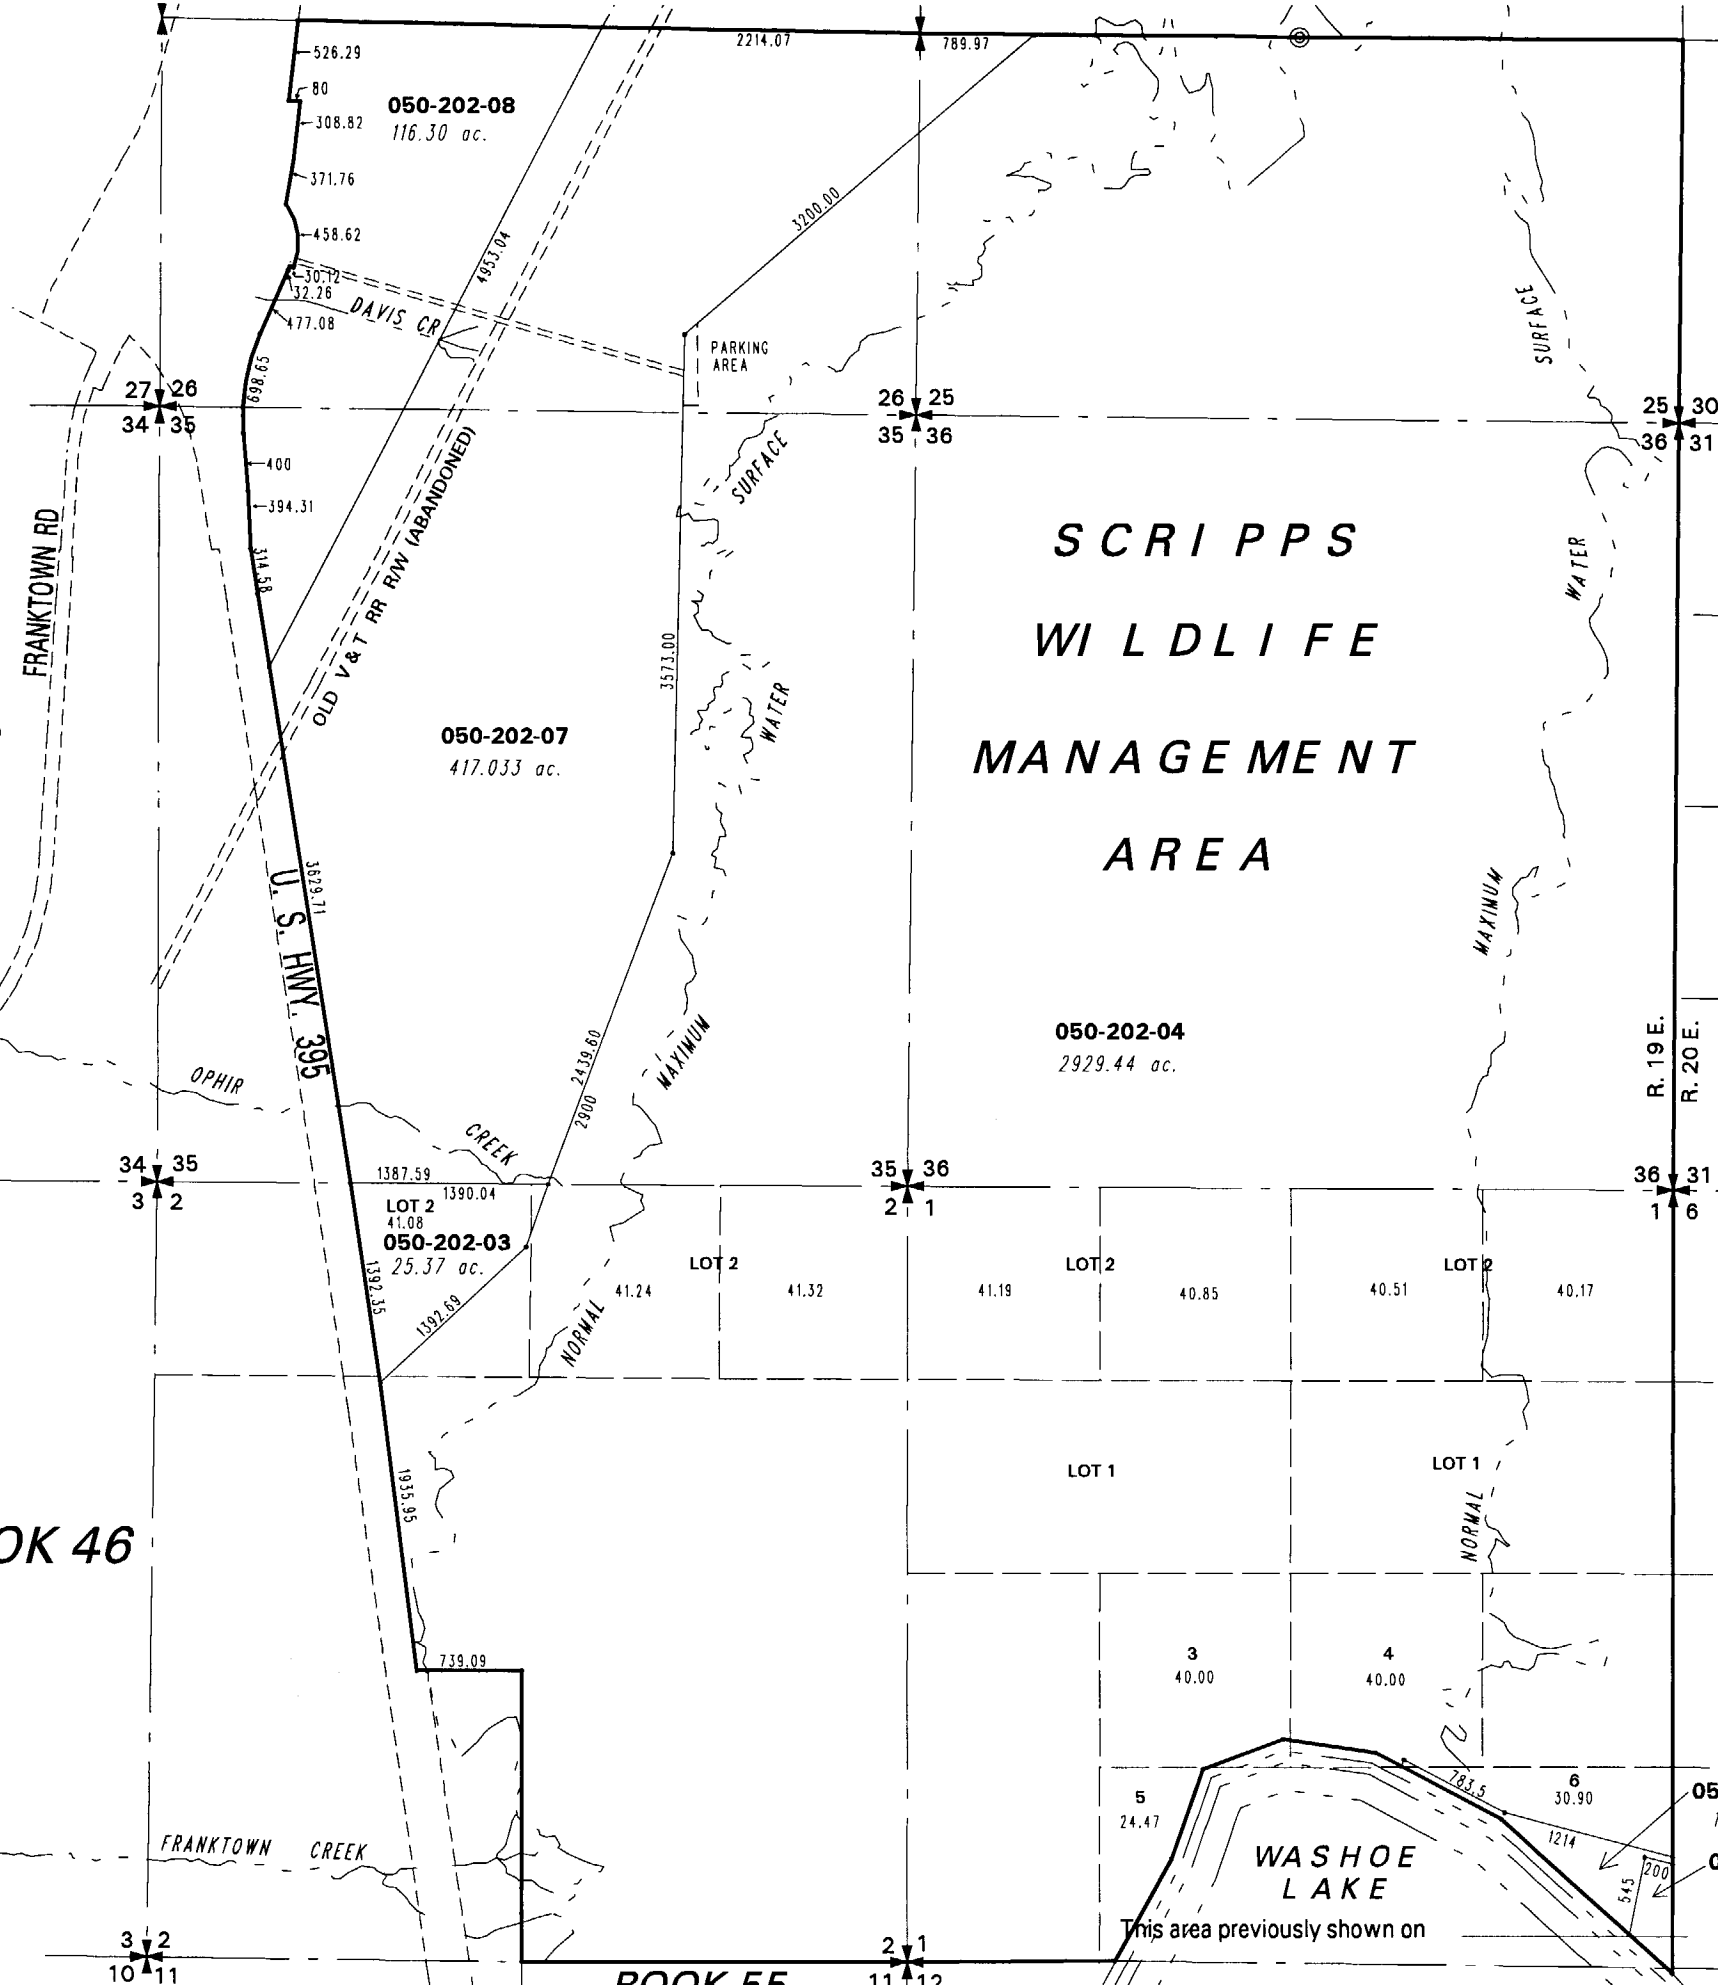 2214.07
789.97
526.29
80
308.82
050-202-08
116.30 ac.
371.76
458.62
30.12
32.26
477.08
698.65
4953.04
3200.00
DAVIS CR
PARKING
AREA
SURFACE
27 26
34 35
26 25
35 36
25 30
36 31
400
394.31
314.58
FRANKTOWN RD
OLD V & T RR R/W (ABANDONED)
SURFACE
SCRIPPS
WILDLIFE
MANAGEMENT
AREA
WATER
3573.00
WATER
050-202-07
417.033 ac.
3629.71
U. S. HWY. 395
MAXIMUM
050-202-04
2929.44 ac.
R. 19 E.
R. 20 E.
2439.60
2900
MAXIMUM
OPHIR
CREEK
34 35
3 2
35 36
2 1
36 31
1 6
1387.59
1390.04
LOT 2
41.08
050-202-03
25.37 ac.
1392.35
1392.69
LOT 2
41.24
41.32
LOT 2
41.19
40.85
LOT 2
40.51
40.17
NORMAL
LOT 1
LOT 1
1935.95
NORMAL
OK 46
739.09
3
40.00
4
40.00
5
24.47
783.5
6
30.90
05
1214
200
0
545
FRANKTOWN CREEK
WASHOE
LAKE
This area previously shown on
3 2
10 11
2 1
11 12
BOOK 55